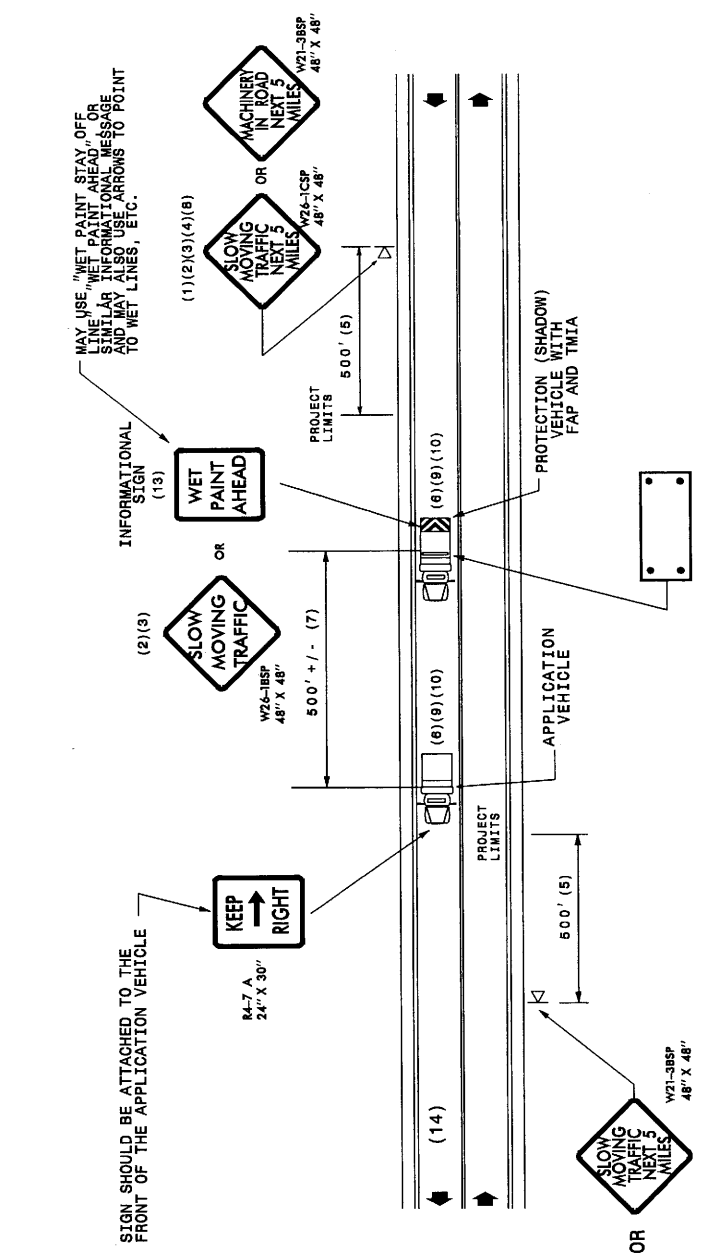 MAY USE "WET PAINT STAY OFF
LINE", "WET PAINT AHEAD", OR
SIMILAR INFORMATIONAL MESSAGE
AND MAY ALSO USE ARROWS TO POINT
TO WET LINES, ETC.
SIGN SHOULD BE ATTACHED TO THE
FRONT OF THE APPLICATION VEHICLE
KEEP
RIGHT
R4-7 A
24" X 30"
(2)(3)
SLOW
MOVING
TRAFFIC
W26-1BSP
48" X 48"
OR
INFORMATIONAL
SIGN
(13)
WET
PAINT
AHEAD
(1)(2)(3)(4)(8)
SLOW
MOVING
TRAFFIC
NEXT 5
MILES
W26-1CSP
48" X 48"
OR
MACHINERY
IN ROAD
NEXT 5
MILES
W21-3BSP
48" X 48"
500' +/- (7)
PROJECT
LIMITS
500' (5)
(14)
(6)(9)(10)
(6)(9)(10)
PROJECT
LIMITS
500' (5)
APPLICATION
VEHICLE
PROTECTION (SHADOW)
VEHICLE WITH
FAP AND TMIA
OR
SLOW
MOVING
TRAFFIC
NEXT 5
MILES
W21-3BSP
48" X 48"